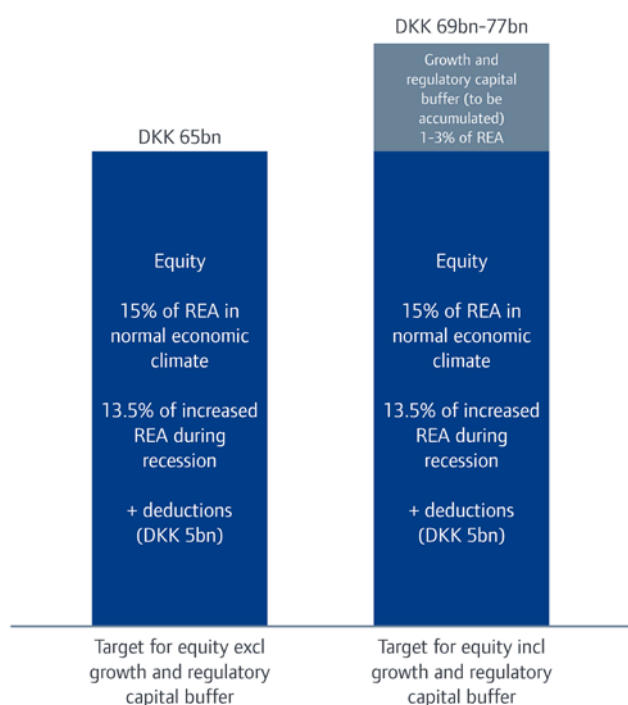 DKK 69bn-77bn
Growth and
regulatory capital
buffer (to be
accumulated)
1-3% of REA
DKK 65bn
Equity
15% of REA in
normal economic
climate
13.5% of increased
REA during
recession
+ deductions
(DKK 5bn)
Equity
15% of REA in
normal economic
climate
13.5% of increased
REA during
recession
+ deductions
(DKK 5bn)
Target for equity excl
growth and regulatory
capital buffer
Target for equity incl
growth and regulatory
capital buffer